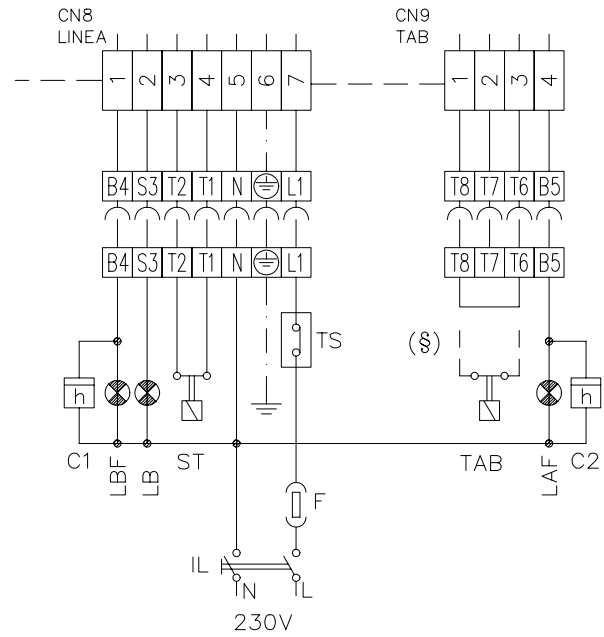 CN8 CN9
LINEA TAB
1 2 3 4 5 6 7 1 2 3 4
B4 S3 T2 T1 N L1 T8 T7 T6 B5
B4 S3 T2 T1 N L1 T8 T7 T6 B5
TS (§)
h h
C1 LBF LB ST TAB LAF C2
F
IL N L
230V